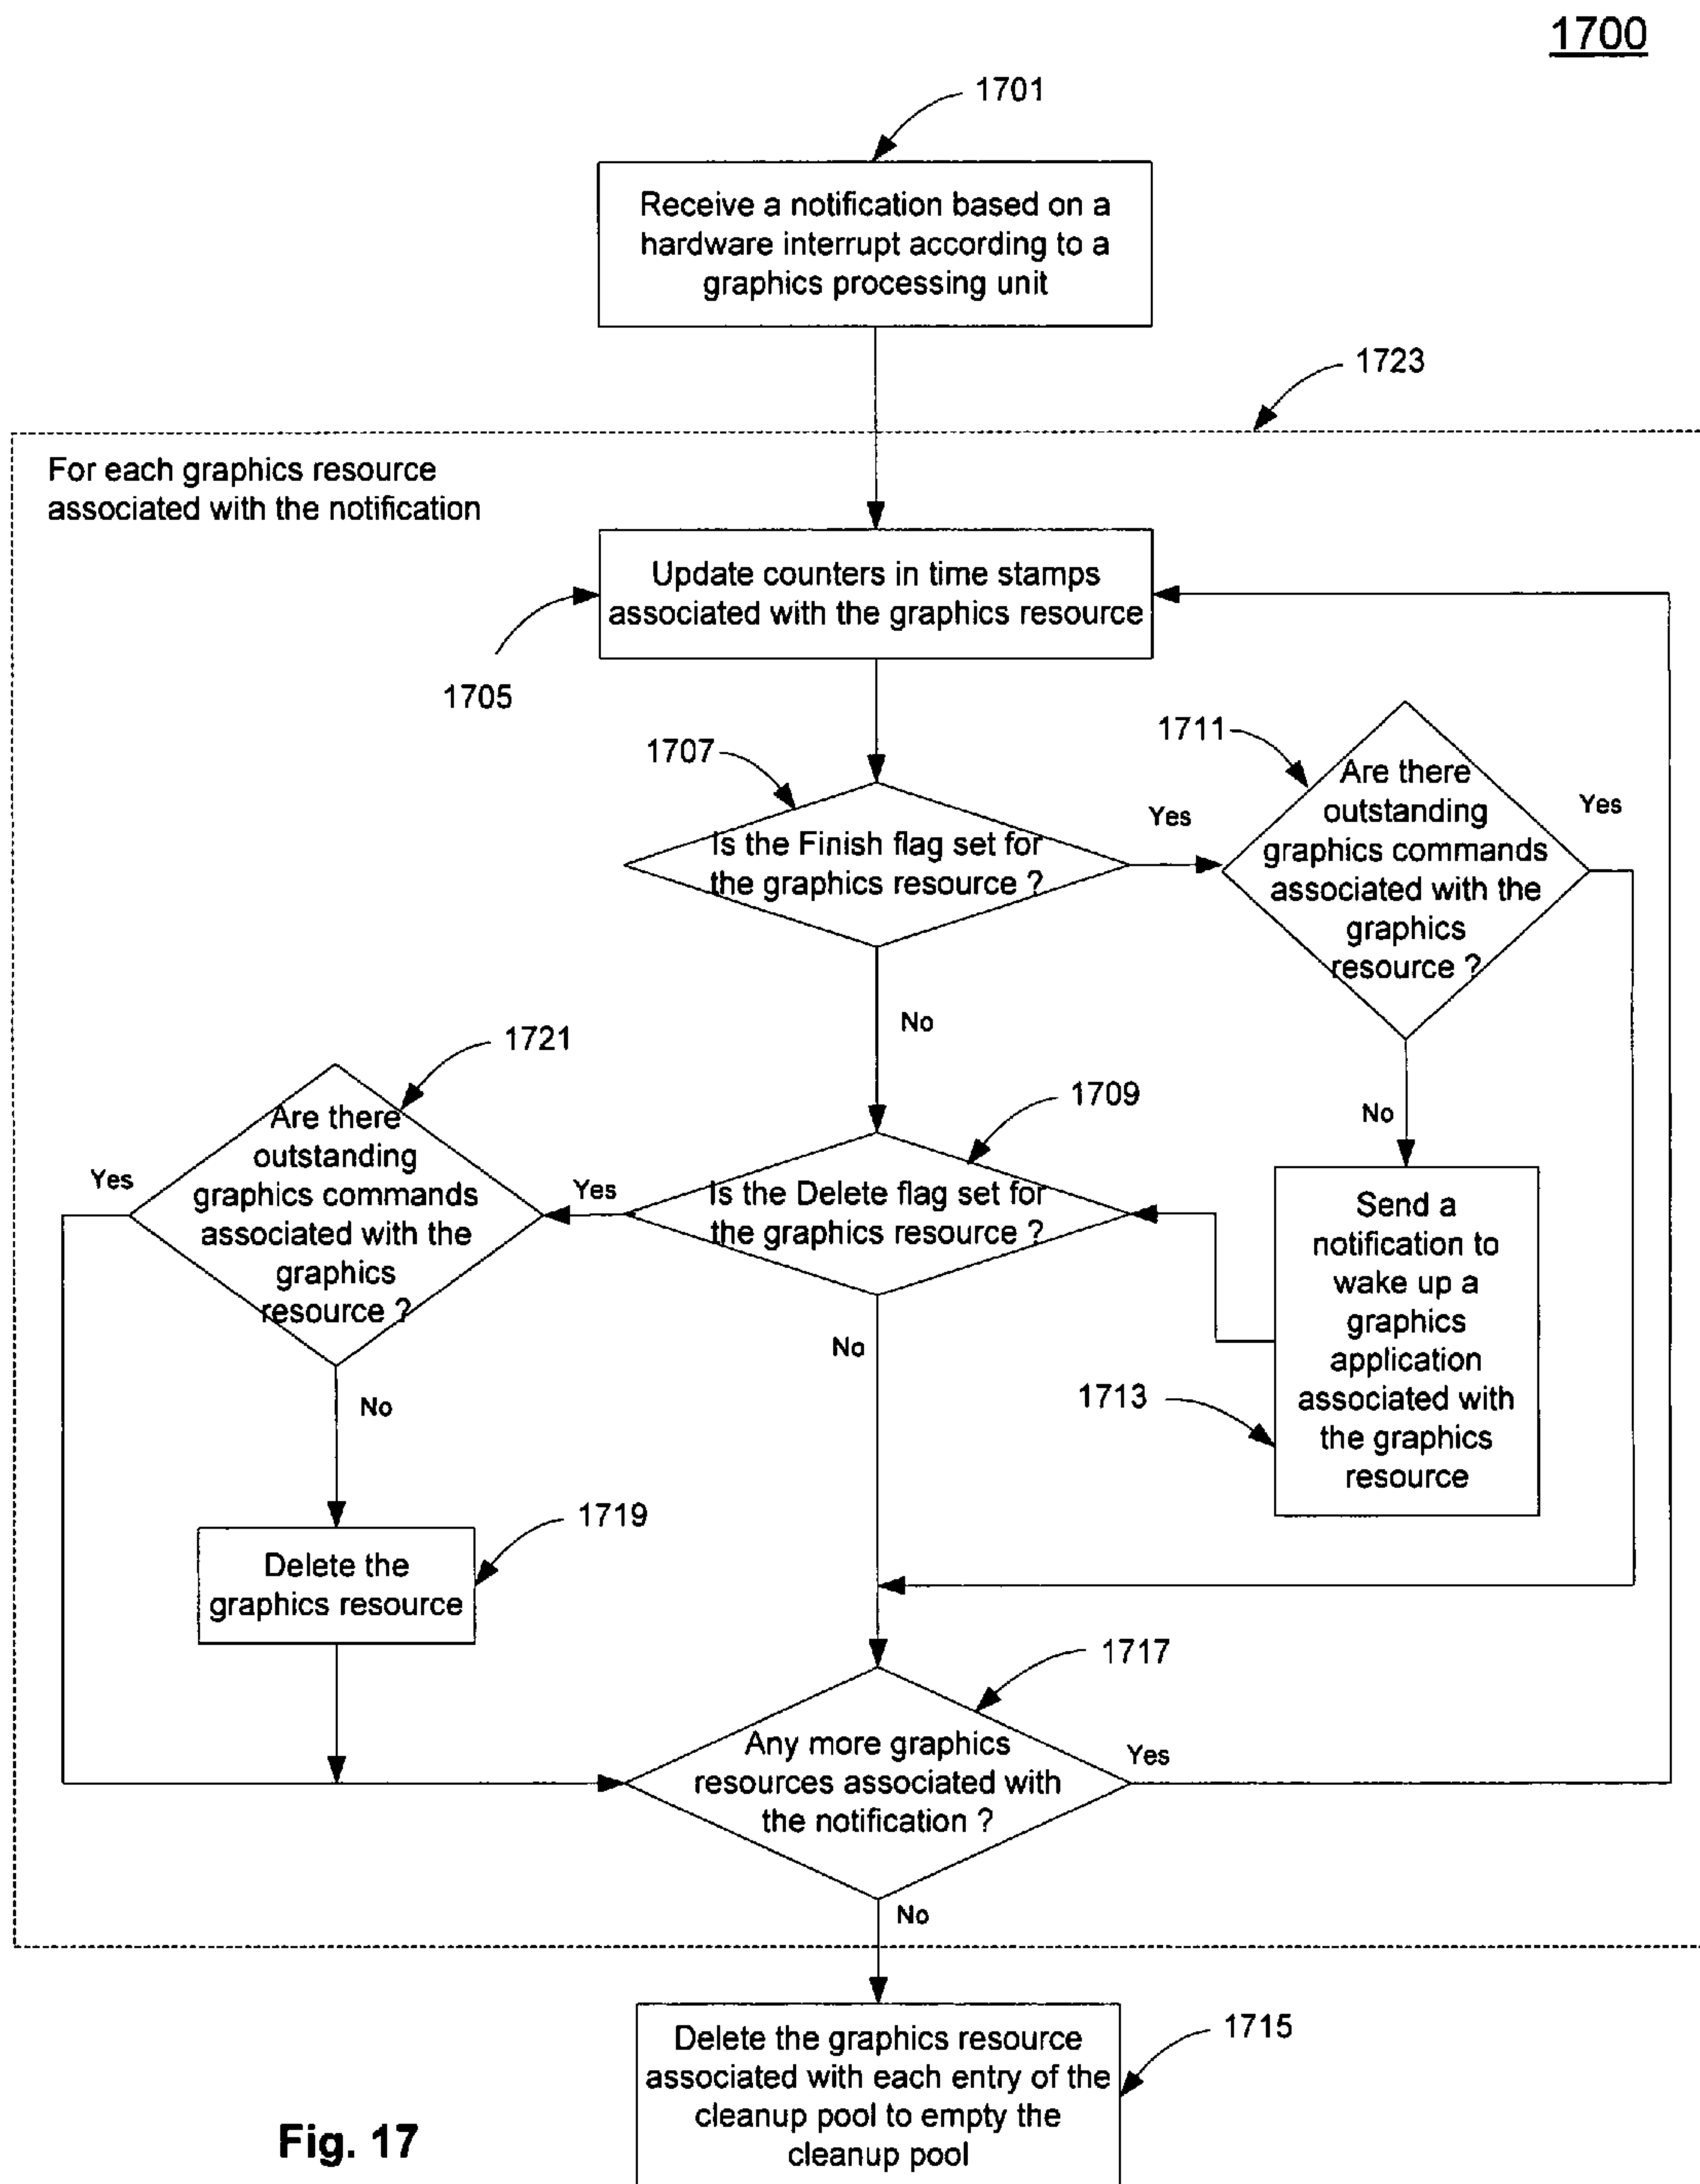 1700
1701
Receive a notification based on a
hardware interrupt according to a
graphics processing unit
1723
For each graphics resource
associated with the notification
Update counters in time stamps
associated with the graphics resource
1705
1707
Is the Finish flag set for
the graphics resource ?
Yes
1711
Are there
outstanding
graphics commands
associated with the
graphics
resource ?
Yes
No
No
1721
Are there
outstanding
graphics commands
associated with the
graphics
resource ?
Yes
Yes
1709
Is the Delete flag set for
the graphics resource ?
Send a
notification to
wake up a
graphics
application
associated with
the graphics
resource
1713
No
No
1719
Delete the
graphics resource
1717
Any more graphics
resources associated with
the notification ?
Yes
No
Delete the graphics resource
associated with each entry of the
cleanup pool to empty the
cleanup pool
1715
Fig. 17